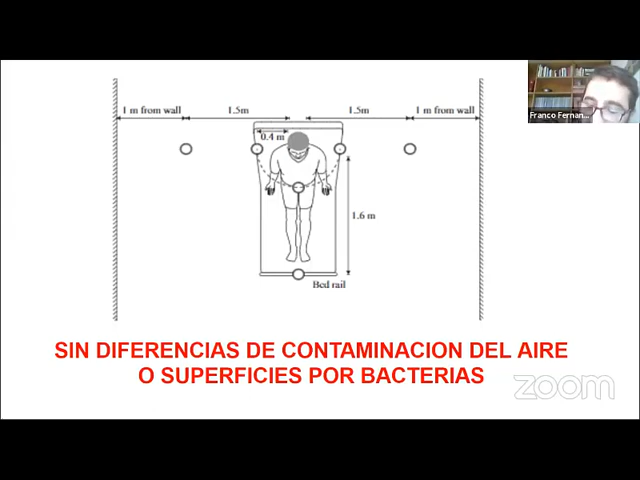 Franco Fernan...
1 m from wall
1.5m
1.5m
1 m from wall
0.4 m
1.6 m
Bed rail
SIN DIFERENCIAS DE CONTAMINACION DEL AIRE
O SUPERFICIES POR BACTERIAS
zoom